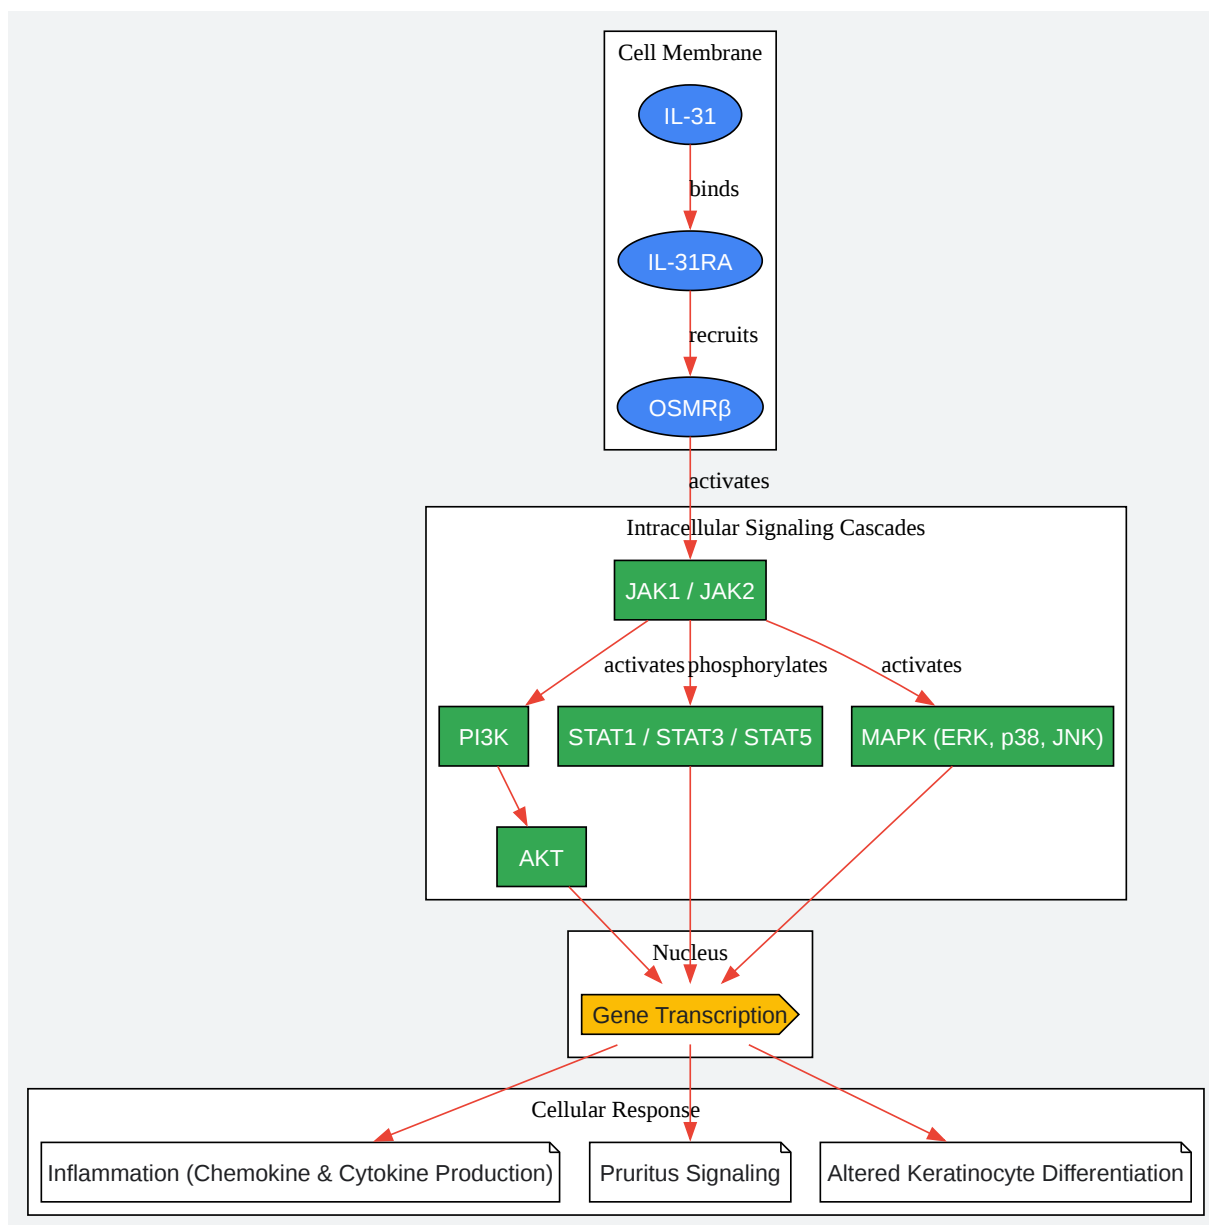 Cell Membrane
IL-31
binds
IL-31RA
recruits
OSMRβ
activates
Intracellular Signaling Cascades
JAK1 / JAK2
activates
phosphorylates
activates
PI3K
STAT1 / STAT3 / STAT5
MAPK (ERK, p38, JNK)
AKT
Nucleus
Gene Transcription
Cellular Response
Inflammation (Chemokine & Cytokine Production)
Pruritus Signaling
Altered Keratinocyte Differentiation